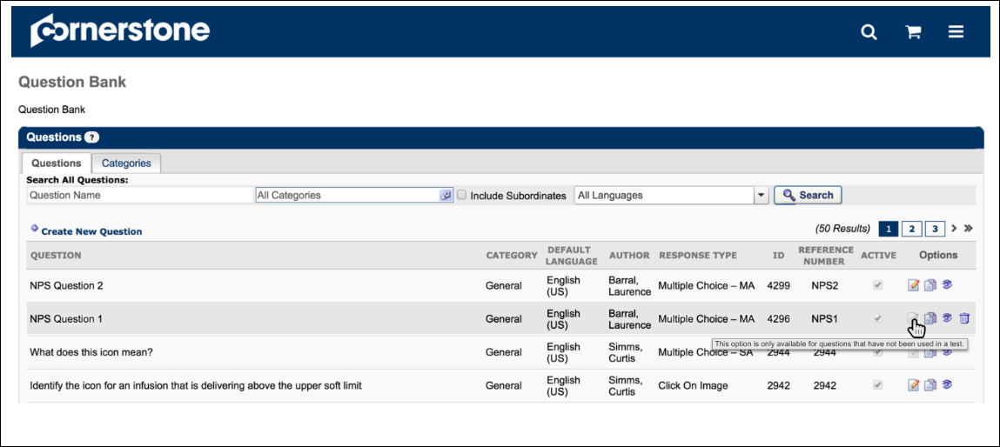 cornerstone
Question Bank
Question Bank
Questions ?
Questions Categories
Search All Questions:
Question Name All Categories Include Subordinates All Languages Search
Create New Question (50 Results) 1 2 3 > »
QUESTION CATEGORY DEFAULT LANGUAGE AUTHOR RESPONSE TYPE ID REFERENCE NUMBER ACTIVE Options
NPS Question 2 General English (US) Barral, Laurence Multiple Choice – MA 4299 NPS2
NPS Question 1 General English (US) Barral, Laurence Multiple Choice – MA 4296 NPS1
This option is only available for questions that have not been used in a test.
What does this icon mean? General English (US) Simms, Curtis Multiple Choice – SA 2944 2944
Identify the icon for an infusion that is delivering above the upper soft limit General English (US) Simms, Curtis Click On Image 2942 2942